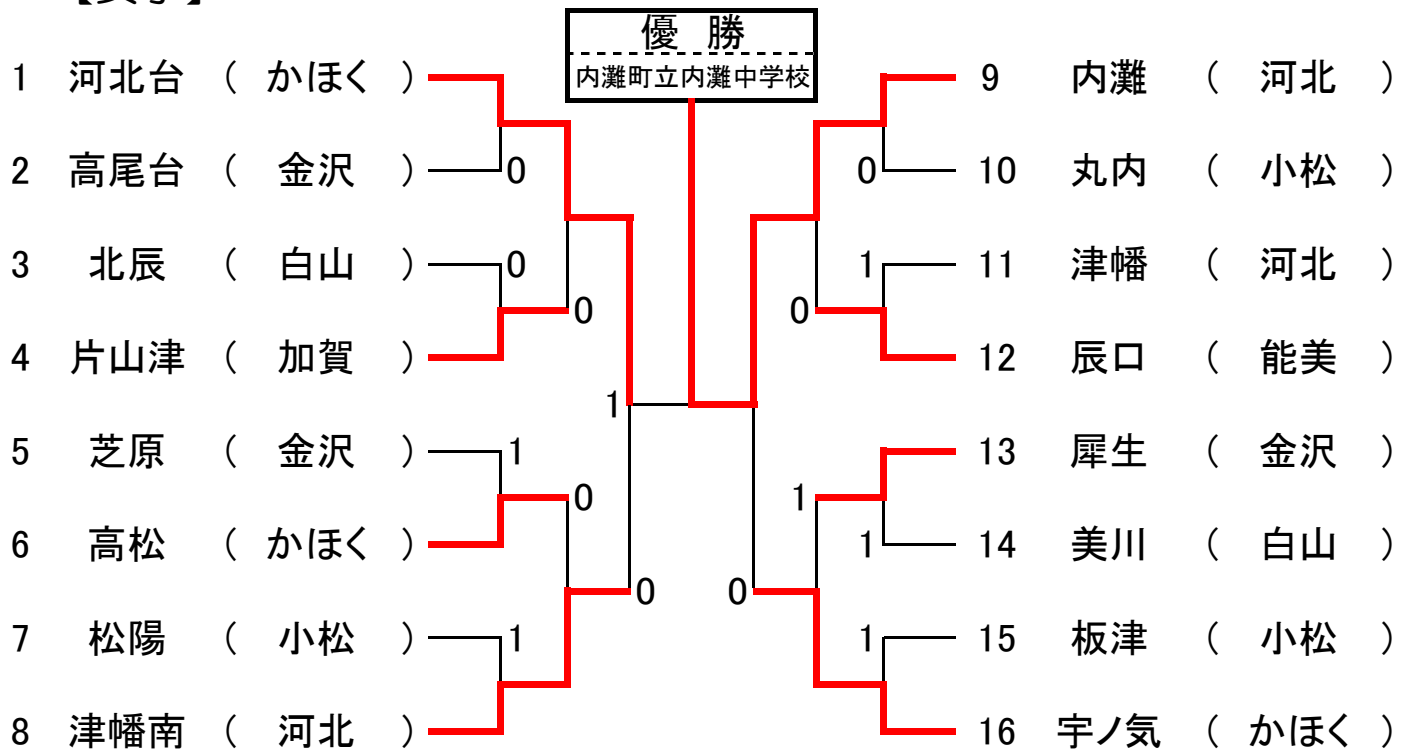 優 勝
内灘町立内灘中学校
1 河北台 ( かほく )
0
2 高尾台 ( 金沢 )
3 北辰 ( 白山 )
0
0
4 片山津 ( 加賀 )
1
5 芝原 ( 金沢 )
1
0
6 高松 ( かほく )
0
7 松陽 ( 小松 )
1
8 津幡南 ( 河北 )
9 内灘 ( 河北 )
0
10 丸内 ( 小松 )
1
11 津幡 ( 河北 )
0
12 辰口 ( 能美 )
13 犀生 ( 金沢 )
1
1
14 美川 ( 白山 )
0
1
15 板津 ( 小松 )
16 宇ノ気 ( かほく )